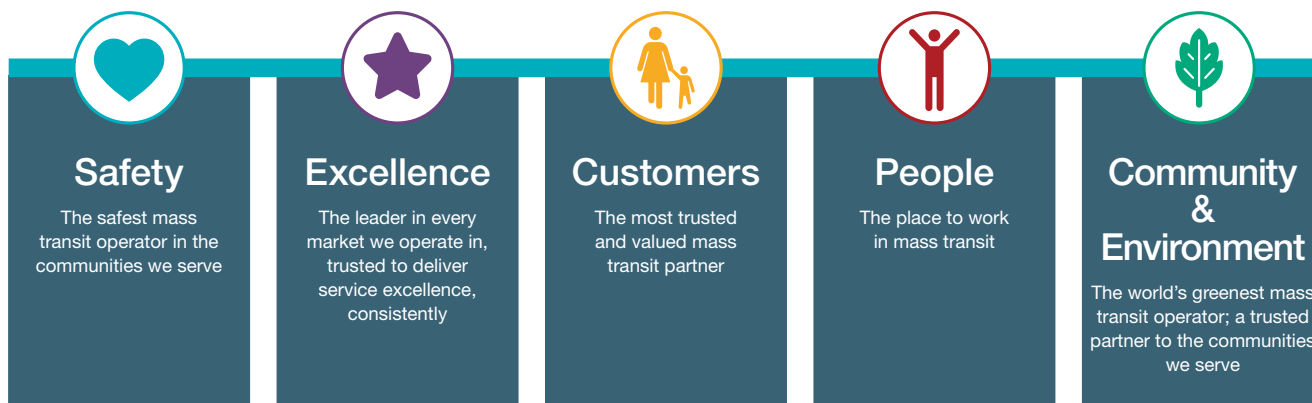 Safety
The safest mass
transit operator in the
communities we serve
Excellence
The leader in every
market we operate in,
trusted to deliver
service excellence,
consistently
Customers
The most trusted
and valued mass
transit partner
People
The place to work
in mass transit
Community
&
Environment
The world’s greenest mass
transit operator; a trusted
partner to the communities
we serve